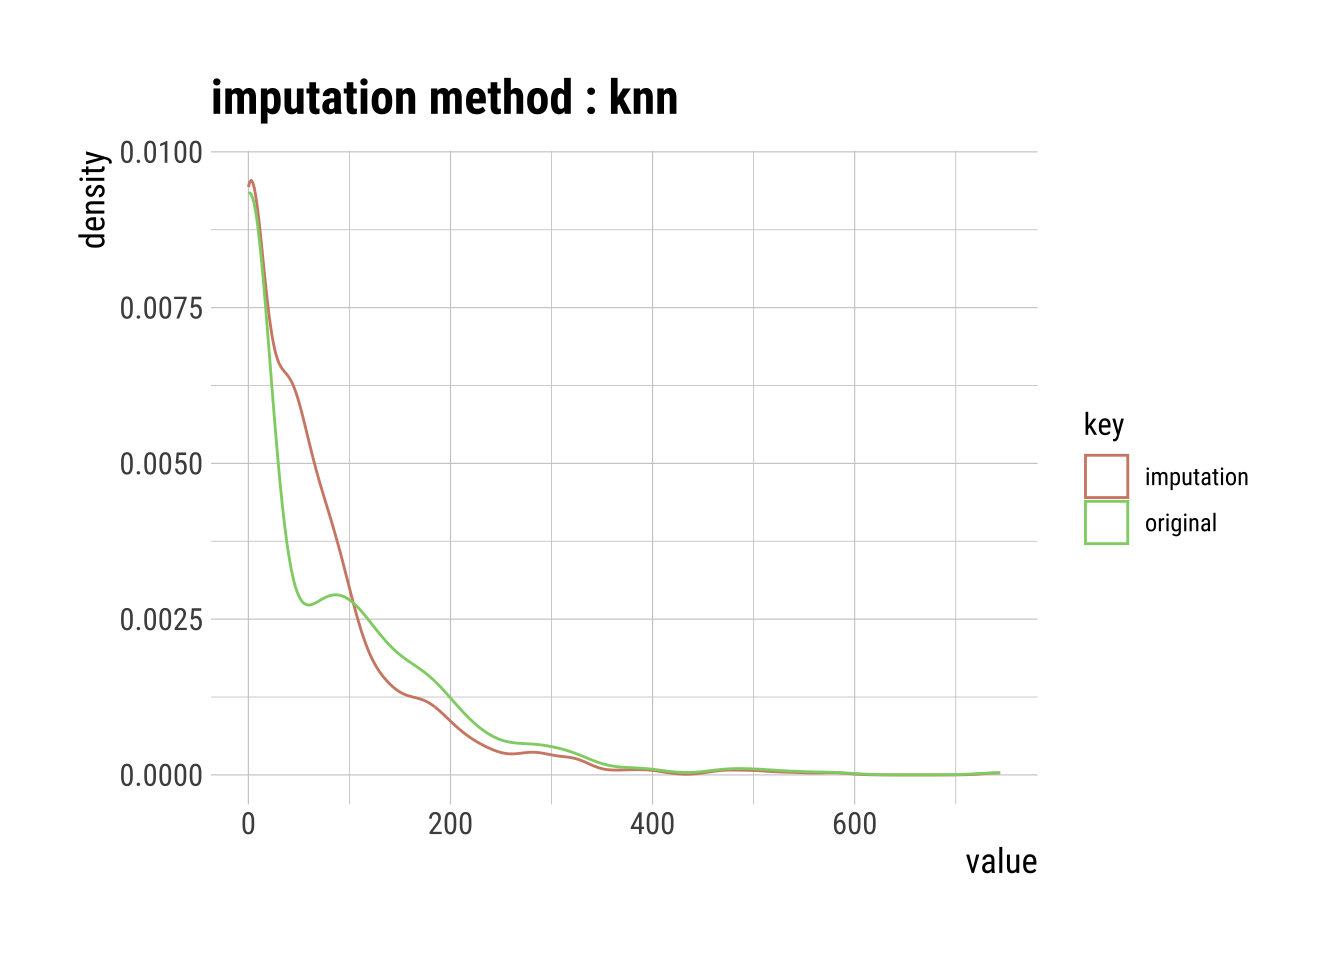 imputation method : knn
density
0.0100
0.0075
0.0050
0.0025
0.0000
0 200 400 600
value
key
imputation
original